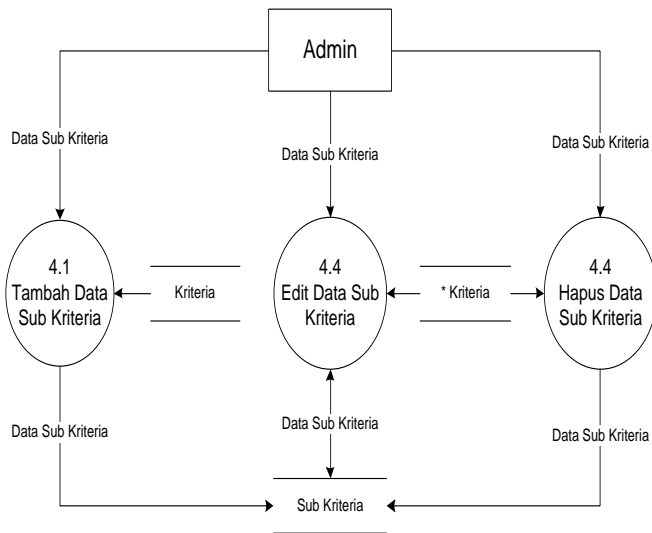 Admin
Data Sub Kriteria
Data Sub Kriteria
Data Sub Kriteria
4.1
Tambah Data
Sub Kriteria
Kriteria
4.4
Edit Data Sub
Kriteria
* Kriteria
4.4
Hapus Data
Sub Kriteria
Data Sub Kriteria
Data Sub Kriteria
Data Sub Kriteria
Sub Kriteria